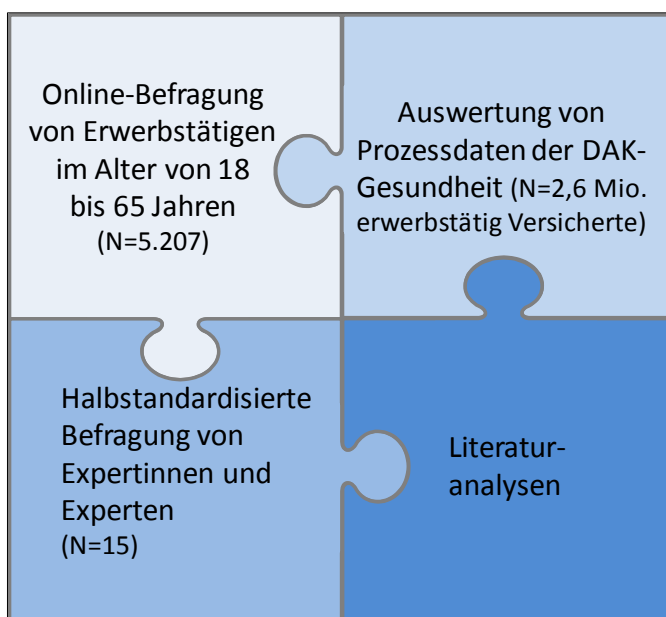 Online-Befragung
von Erwerbstätigen
im Alter von 18
bis 65 Jahren
(N=5.207)
Auswertung von
Prozessdaten der DAK-
Gesundheit (N=2,6 Mio.
erwerbstätig Versicherte)
Halbstandardisierte
Befragung von
Expertinnen und
Experten
(N=15)
Literatur-
analysen